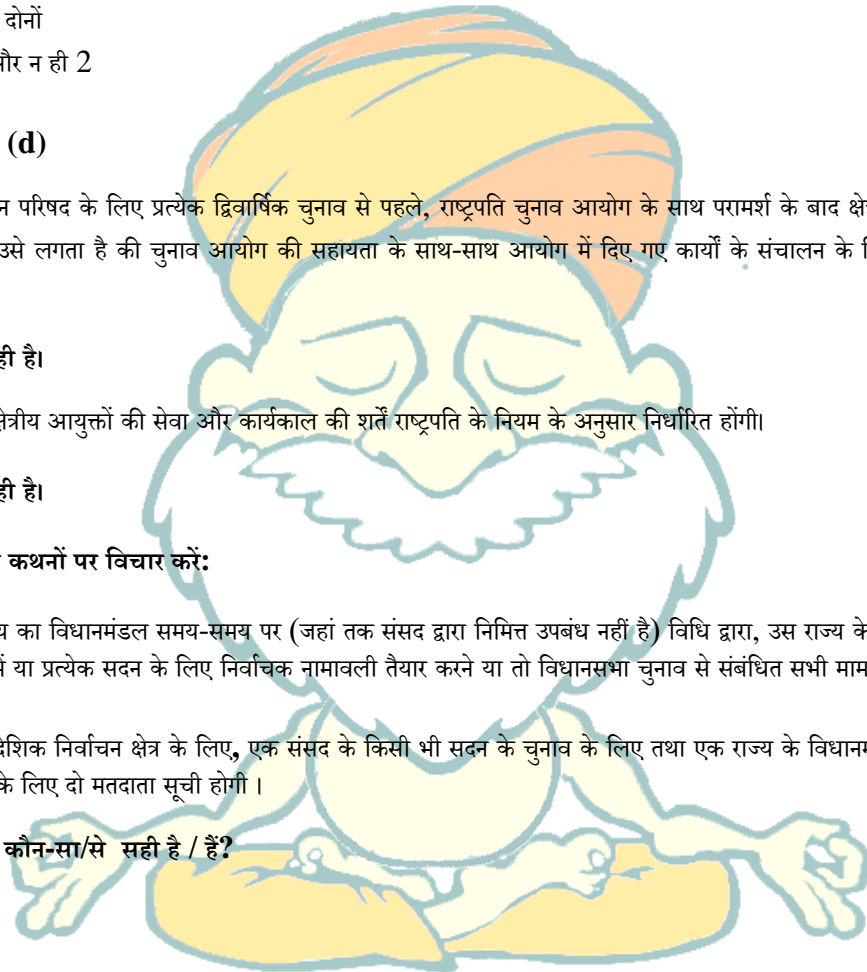 दोनों
और न ही 2
(d)
न परिषद के लिए प्रत्येक द्विवार्षिक चुनाव से पहले, राष्ट्रपति चुनाव आयोग के साथ परामर्श के बाद
उसे लगता है की चुनाव आयोग की सहायता के साथ-साथ आयोग में दिए गए कार्यों के संचालन के
ही है।
क्षेत्रीय आयुक्तों की सेवा और कार्यकाल की शर्तें राष्ट्रपति के नियम के अनुसार निर्धारित होंगी।
ही है।
कथनों पर विचार करें:
य का विधानमंडल समय-समय पर (जहां तक संसद द्वारा निमित्त उपबंध नहीं है) विधि द्वारा, उस राज्य के
में या प्रत्येक सदन के लिए निर्वाचक नामावली तैयार करने या तो विधानसभा चुनाव से संबंधित सभी माम
देशिक निर्वाचन क्षेत्र के लिए, एक संसद के किसी भी सदन के चुनाव के लिए तथा एक राज्य के विधानम
के लिए दो मतदाता सूची होगी ।
कौन-सा/से सही है / हैं?